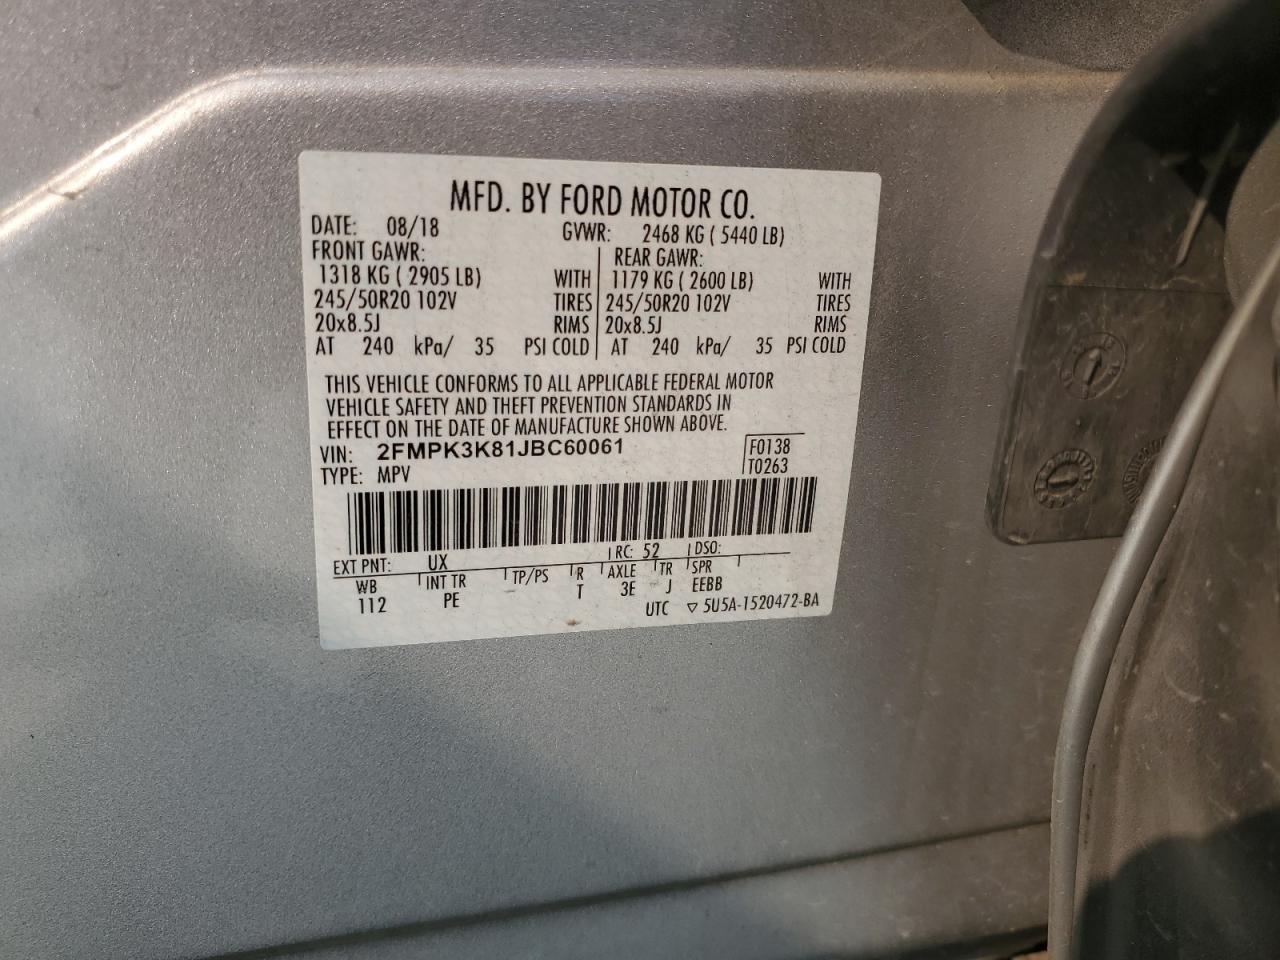 MFD. BY FORD MOTOR CO.
DATE: 08/18 GVWR: 2468 KG ( 5440 LB)
FRONT GAWR: REAR GAWR:
1318 KG ( 2905 LB) WITH 1179 KG ( 2600 LB) WITH
245/50R20 102V TIRES 245/50R20 102V TIRES
20x8.5J RIMS 20x8.5J RIMS
AT 240 kPa/ 35 PSI COLD AT 240 kPa/ 35 PSI COLD
THIS VEHICLE CONFORMS TO ALL APPLICABLE FEDERAL MOTOR
VEHICLE SAFETY AND THEFT PREVENTION STANDARDS IN
EFFECT ON THE DATE OF MANUFACTURE SHOWN ABOVE.
VIN: 2FMPK3K81JBC60061 F0138
TYPE: MPV T0263
EXT PNT: UX RC: 52 DSO:
WB INT TR TP/PS R AXLE TR SPR
112 PE T 3E J EEBB
UTC ▽ 5U5A-1520472-BA